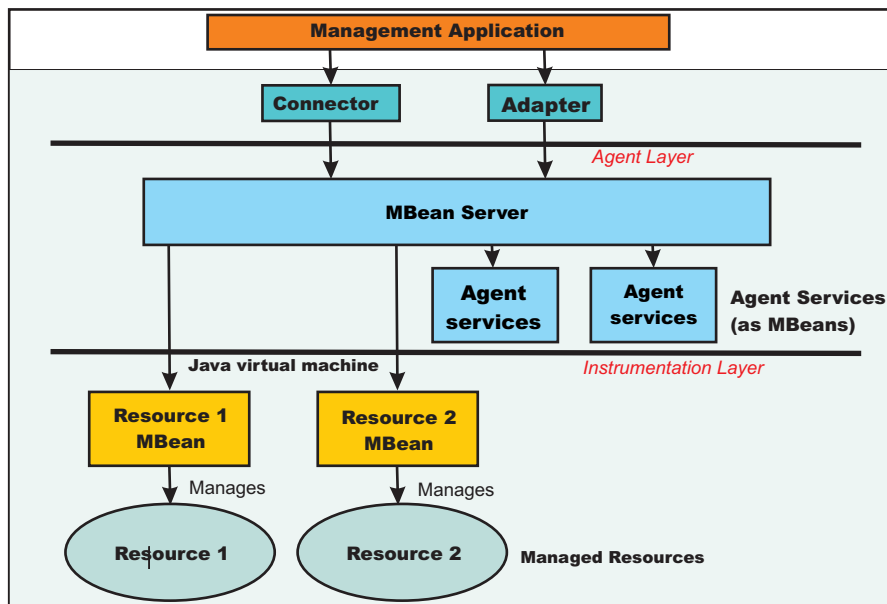 Management Application
Connector
Adapter
Agent Layer
MBean Server
Agent
services
Agent
services
Agent Services
(as MBeans)
Java virtual machine
Instrumentation Layer
Resource 1
MBean
Resource 2
MBean
Manages
Manages
Resource 1
Resource 2
Managed Resources